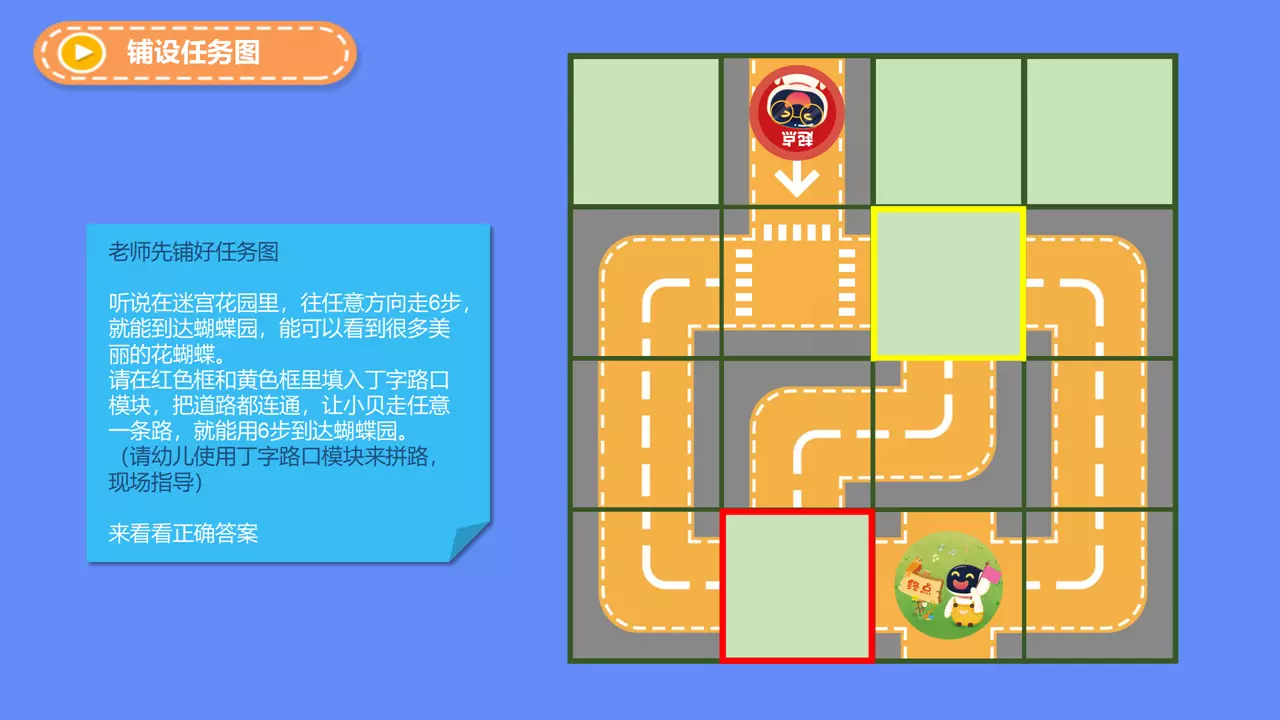 铺设任务图
老师先铺好任务图
听说在迷宫花园里，往任意方向走6步，
就能到达蝴蝶园，能可以看到很多美
丽的花蝴蝶。
请在红色框和黄色框里填入丁字路口
模块，把道路都连通，让小贝走任意
一条路，就能用6步到达蝴蝶园。
（请幼儿使用丁字路口模块来拼路，
现场指导）
来看看正确答案
起点
终点